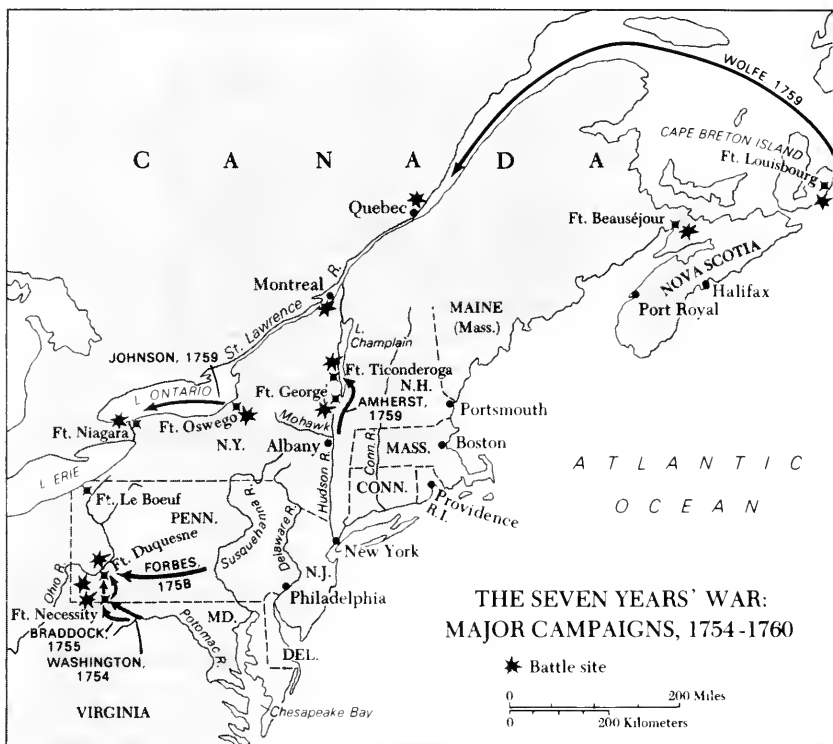 WOLFE, 1759
CAPE BRETON ISLAND
Ft. Louisbourg
C A N A D A
Quebec
Ft. Beauséjour
NOVA SCOTIA
Halifax
Port Royal
Montreal
St. Lawrence R.
MAINE
(Mass.)
L.
Champlain
JOHNSON, 1759
L. ONTARIO
Ft. Ticonderoga
N.H.
Ft. George
AMHERST,
1759
Portsmouth
Ft. Niagara
Ft. Oswego
Mohawk
N.Y.
Albany
MASS.
Boston
Conn. R.
Hudson R.
L. ERIE
CONN.
Providence
R.I.
ATLANTIC
OCEAN
Ft. Le Boeuf
PENN.
Susquehanna R.
Delaware R.
Ft. Duquesne
FORBES,
1758
New York
N.J.
Ohio R.
Philadelphia
Ft. Necessity
MD.
BRADDOCK,
1755
WASHINGTON,
1754
Potomac R.
DEL.
VIRGINIA
Chesapeake Bay
THE SEVEN YEARS' WAR:
MAJOR CAMPAIGNS, 1754-1760
Battle site
0 200 Miles
0 200 Kilometers